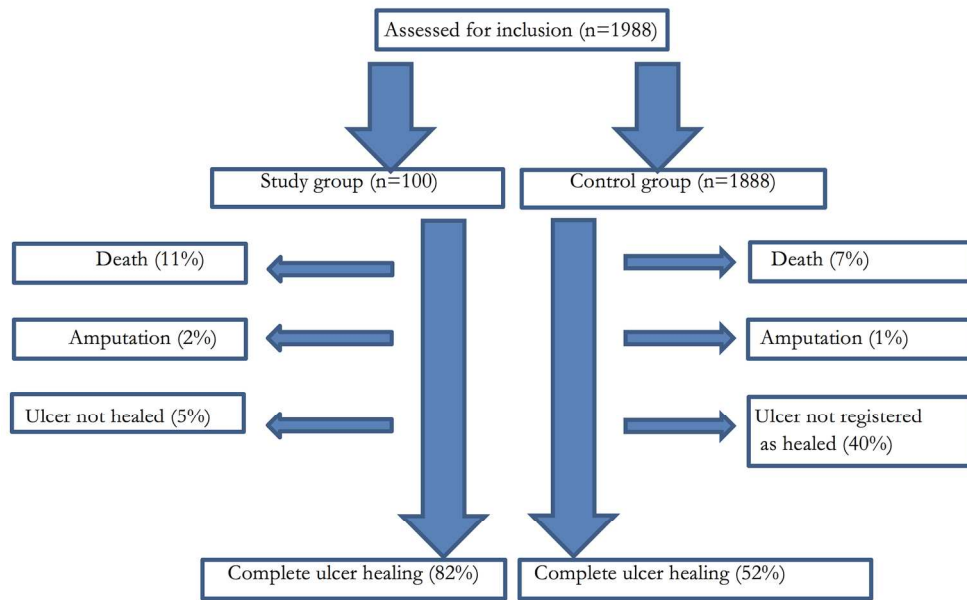 Assessed for inclusion (n=1988)
Study group (n=100)
Control group (n=1888)
Death (11%)
Death (7%)
Amputation (2%)
Amputation (1%)
Ulcer not healed (5%)
Ulcer not registered
as healed (40%)
Complete ulcer healing (82%)
Complete ulcer healing (52%)